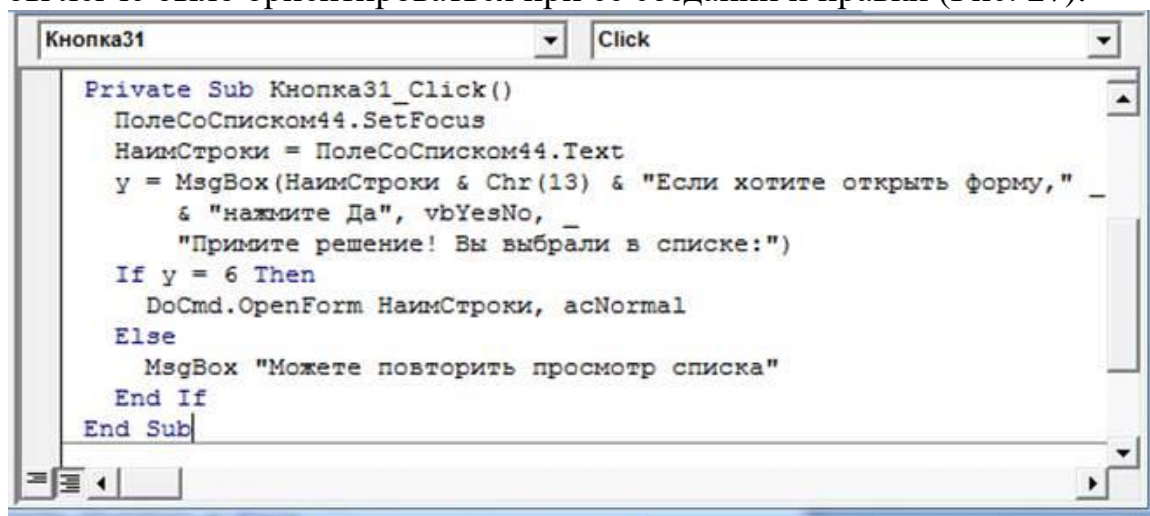 Кнопка31 Click
Private Sub Кнопка31_Click()
ПолеСоСписком44.SetFocus
НаимСтроки = ПолеСоСписком44.Text
y = MsgBox(НаимСтроки & Chr(13) & "Если хотите открыть форму," _
& "нажмите Да", vbYesNo, _
"Примите решение! Вы выбрали в списке:")
If y = 6 Then
DoCmd.OpenForm НаимСтроки, acNormal
Else
MsgBox "Можете повторить просмотр списка"
End If
End Sub